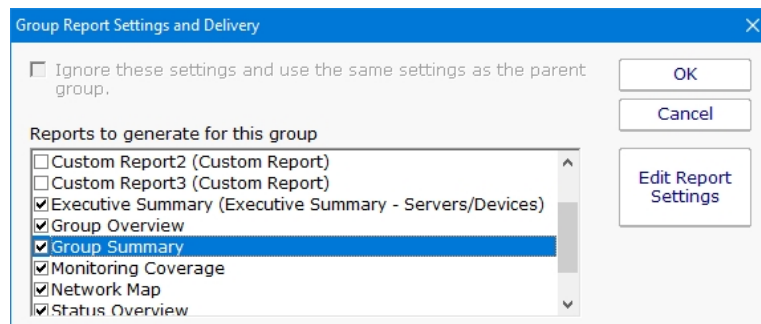 Group Report Settings and Delivery
Ignore these settings and use the same settings as the parent
group.
OK
Cancel
Reports to generate for this group
Custom Report2 (Custom Report)
Custom Report3 (Custom Report)
Executive Summary (Executive Summary - Servers/Devices)
Group Overview
Group Summary
Monitoring Coverage
Network Map
Status Overview
Edit Report
Settings